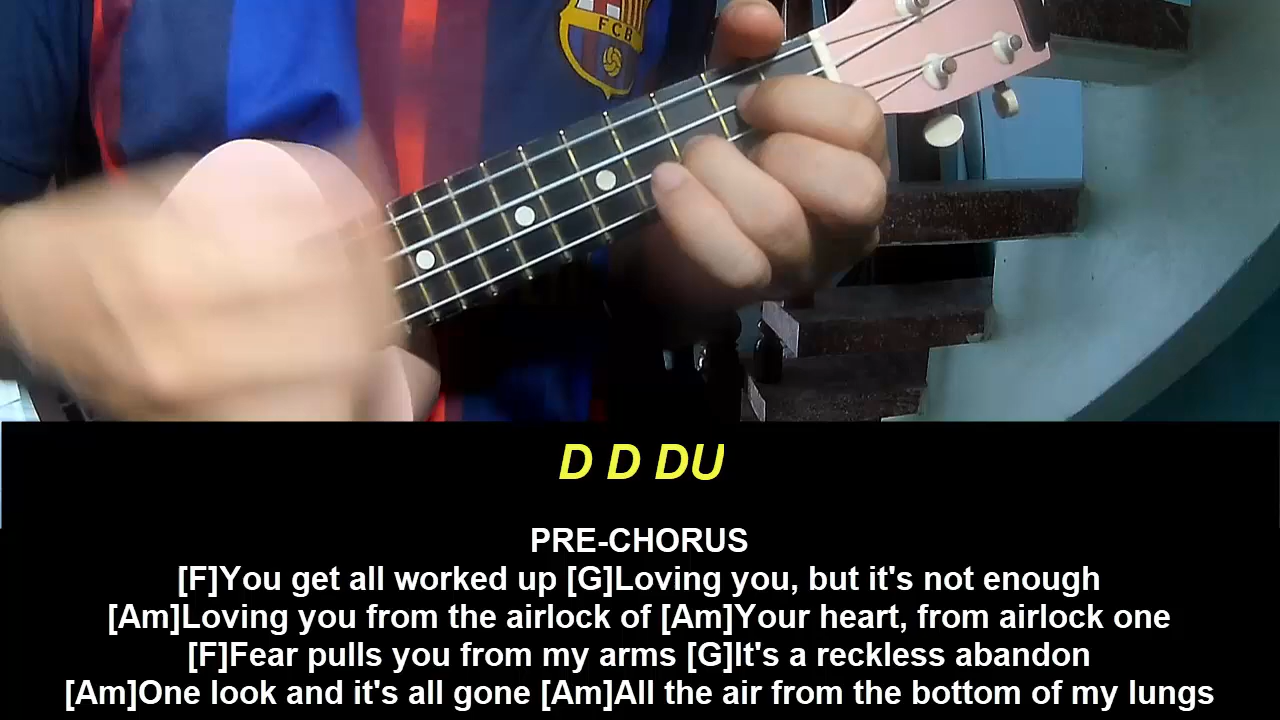 FCB
D D DU
PRE-CHORUS
[F]You get all worked up [G]Loving you, but it's not enough
[Am]Loving you from the airlock of [Am]Your heart, from airlock one
[F]Fear pulls you from my arms [G]It's a reckless abandon
[Am]One look and it's all gone [Am]All the air from the bottom of my lungs